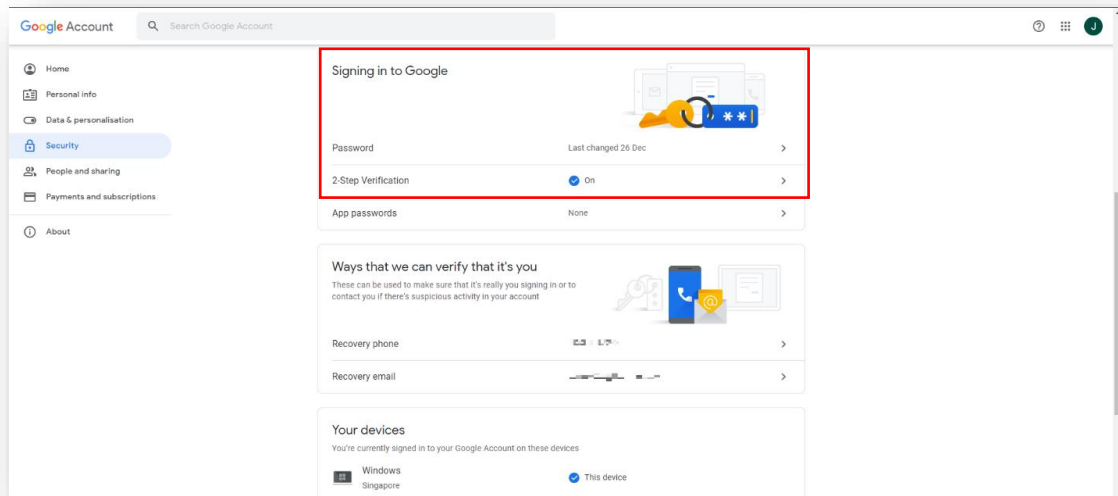 Google Account
Search Google Account
J
Home
Personal info
Data & personalisation
Security
People and sharing
Payments and subscriptions
About
Signing in to Google
**
Password Last changed 26 Dec
2-Step Verification On
App passwords None
Ways that we can verify that it's you
These can be used to make sure that it's really you signing in or to
contact you if there's suspicious activity in your account
@
Recovery phone
Recovery email
Your devices
You're currently signed in to your Google Account on these devices
Windows
Singapore
This device